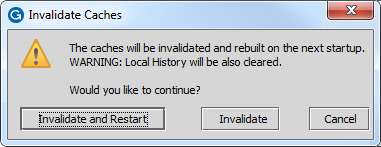 Invalidate Caches
The caches will be invalidated and rebuilt on the next startup.
WARNING: Local History will be also cleared.
Would you like to continue?
Invalidate and Restart
Invalidate
Cancel